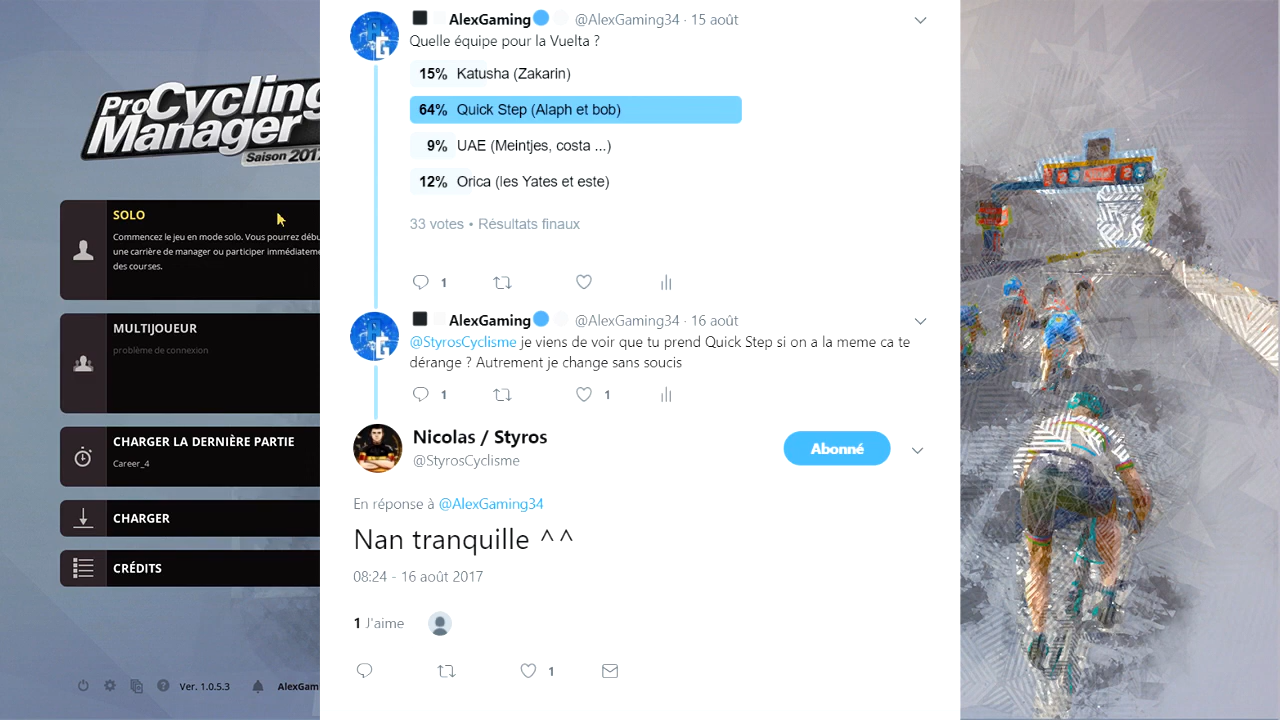 Pro Cycling
Manager
Saison 2017
SOLO
Commencez le jeu en mode solo. Vous pourrez débu
une carrière de manager ou participer immédiateme
des courses.
MULTIJOUEUR
problème de connexion
CHARGER LA DERNIÈRE PARTIE
Career_4
CHARGER
CRÉDITS
Ver. 1.0.5.3
AlexGam
AlexGaming @AlexGaming34 · 15 août
Quelle équipe pour la Vuelta ?
15% Katusha (Zakarin)
64% Quick Step (Alaph et bob)
9% UAE (Meintjes, costa ...)
12% Orica (les Yates et este)
33 votes • Résultats finaux
1
AlexGaming @AlexGaming34 · 16 août
@StyrosCyclisme je viens de voir que tu prend Quick Step si on a la meme ca te
dérange ? Autrement je change sans soucis
1 1
Nicolas / Styros
@StyrosCyclisme
Abonné
En réponse à @AlexGaming34
Nan tranquille ^^
08:24 - 16 août 2017
1 J'aime
1